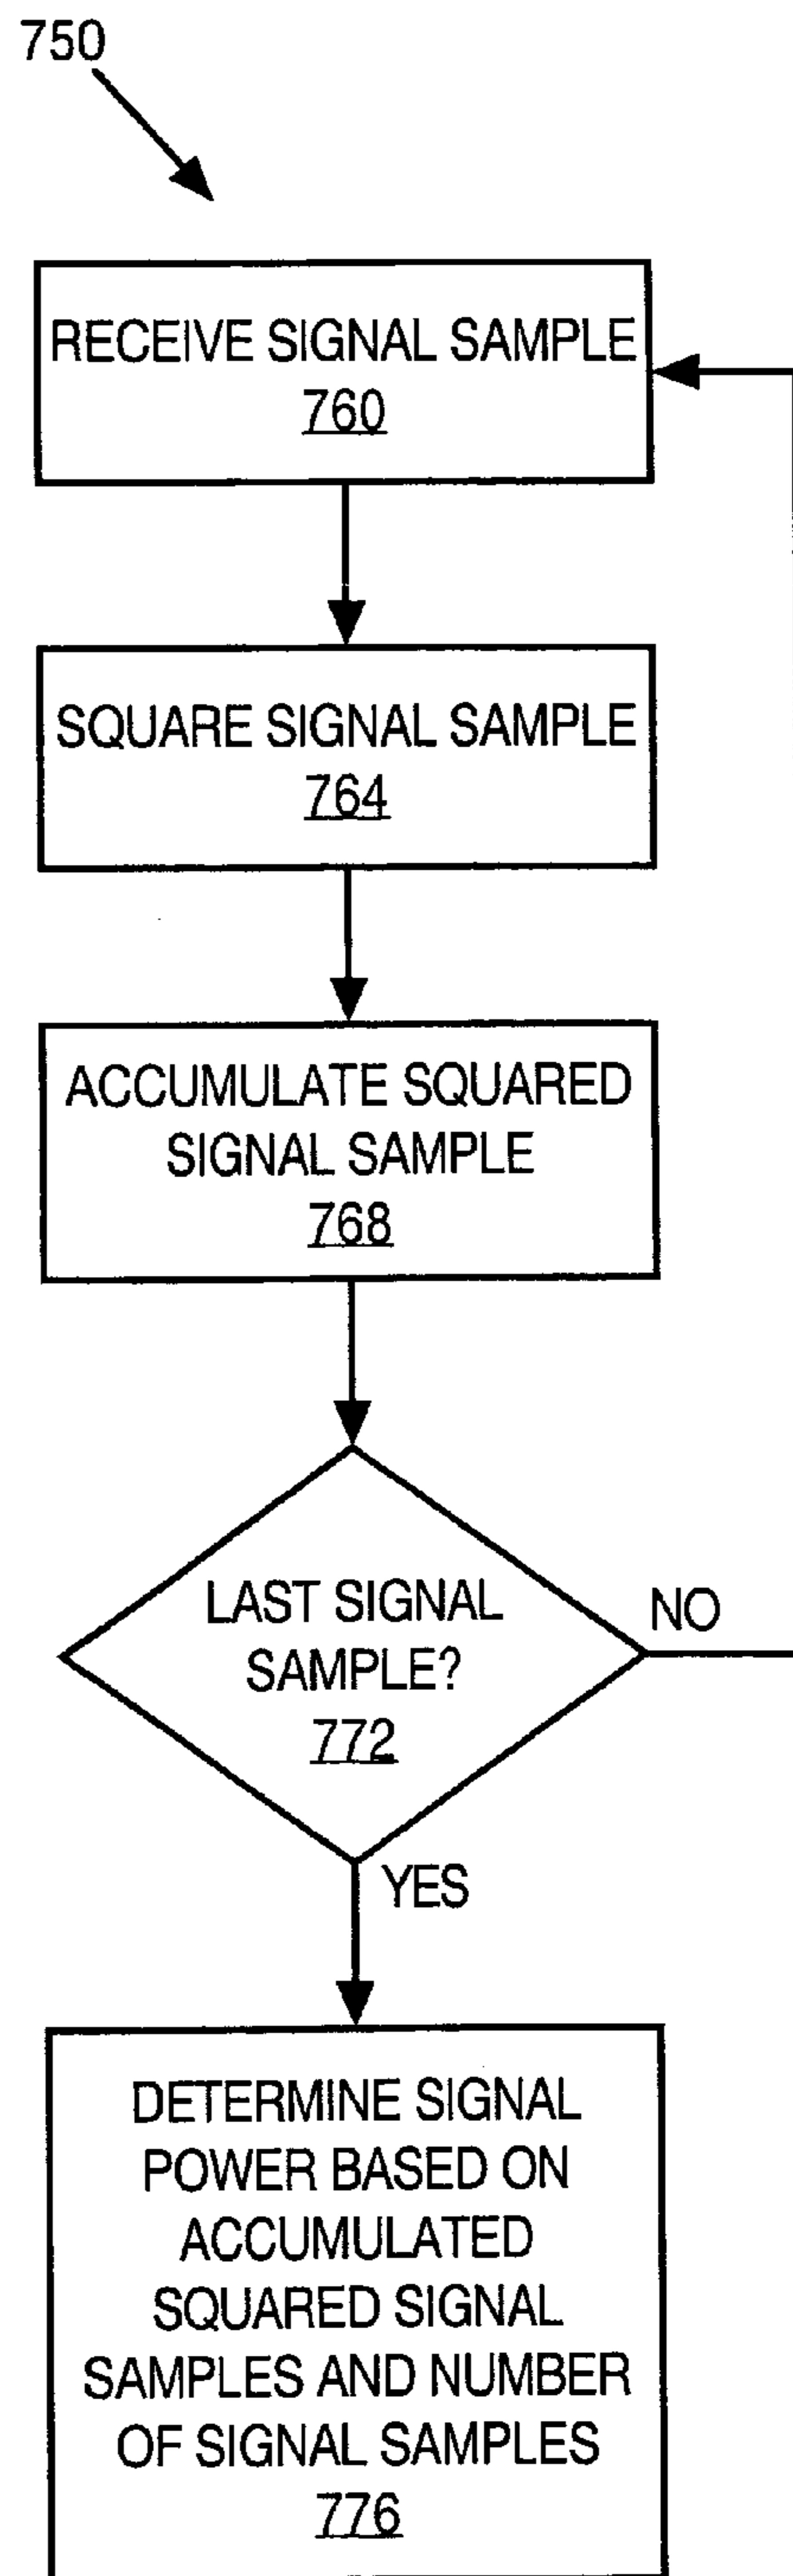 750
RECEIVE SIGNAL SAMPLE
760
SQUARE SIGNAL SAMPLE
764
ACCUMULATE SQUARED
SIGNAL SAMPLE
768
LAST SIGNAL
SAMPLE?
772
NO
YES
DETERMINE SIGNAL
POWER BASED ON
ACCUMULATED
SQUARED SIGNAL
SAMPLES AND NUMBER
OF SIGNAL SAMPLES
776